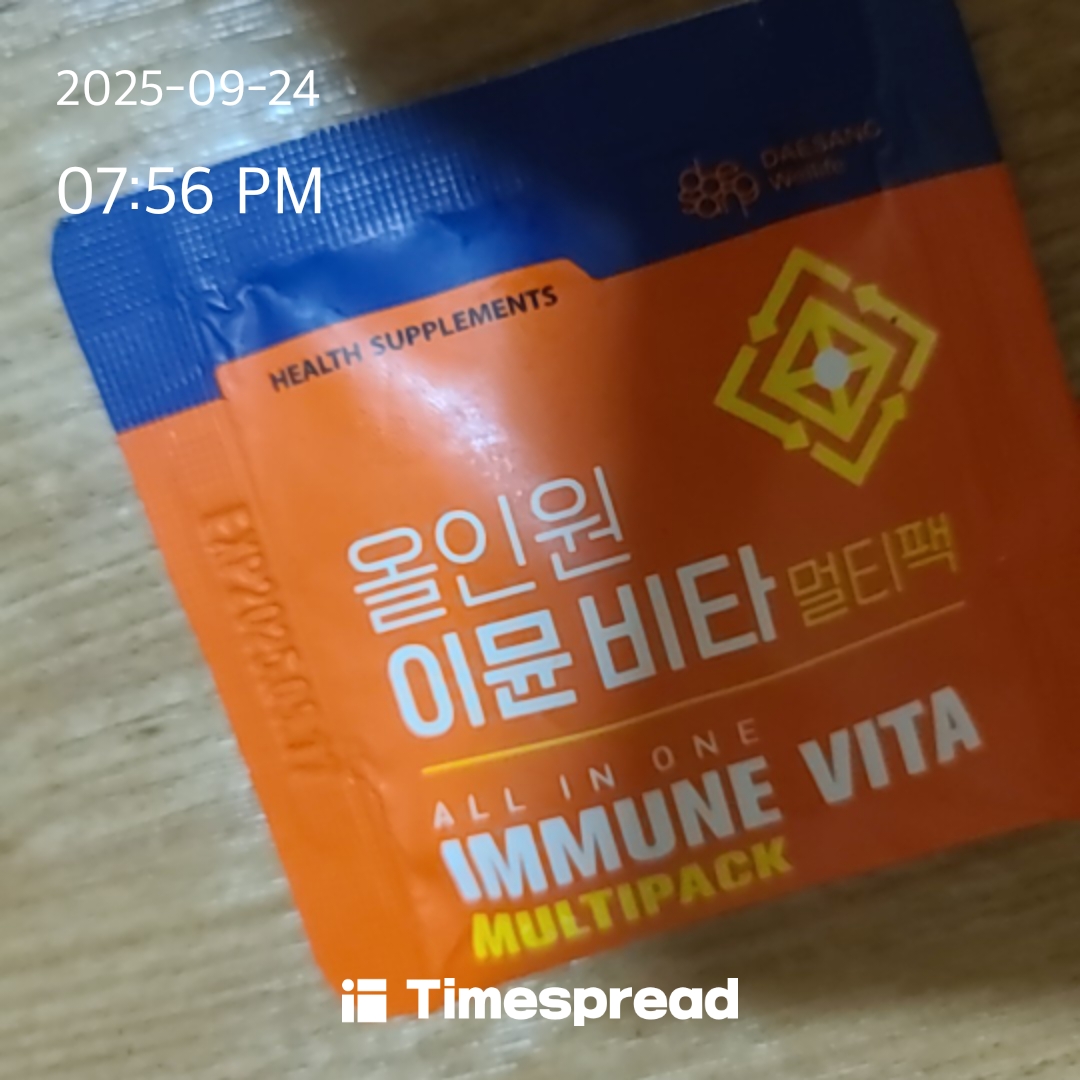 2025-09-24
07:56 PM
DAESANG
Wellife
HEALTH SUPPLEMENTS
올인원
이뮨 비타 멀티팩
ALL IN ONE
IMMUNE VITA
MULTIPACK
Timespread